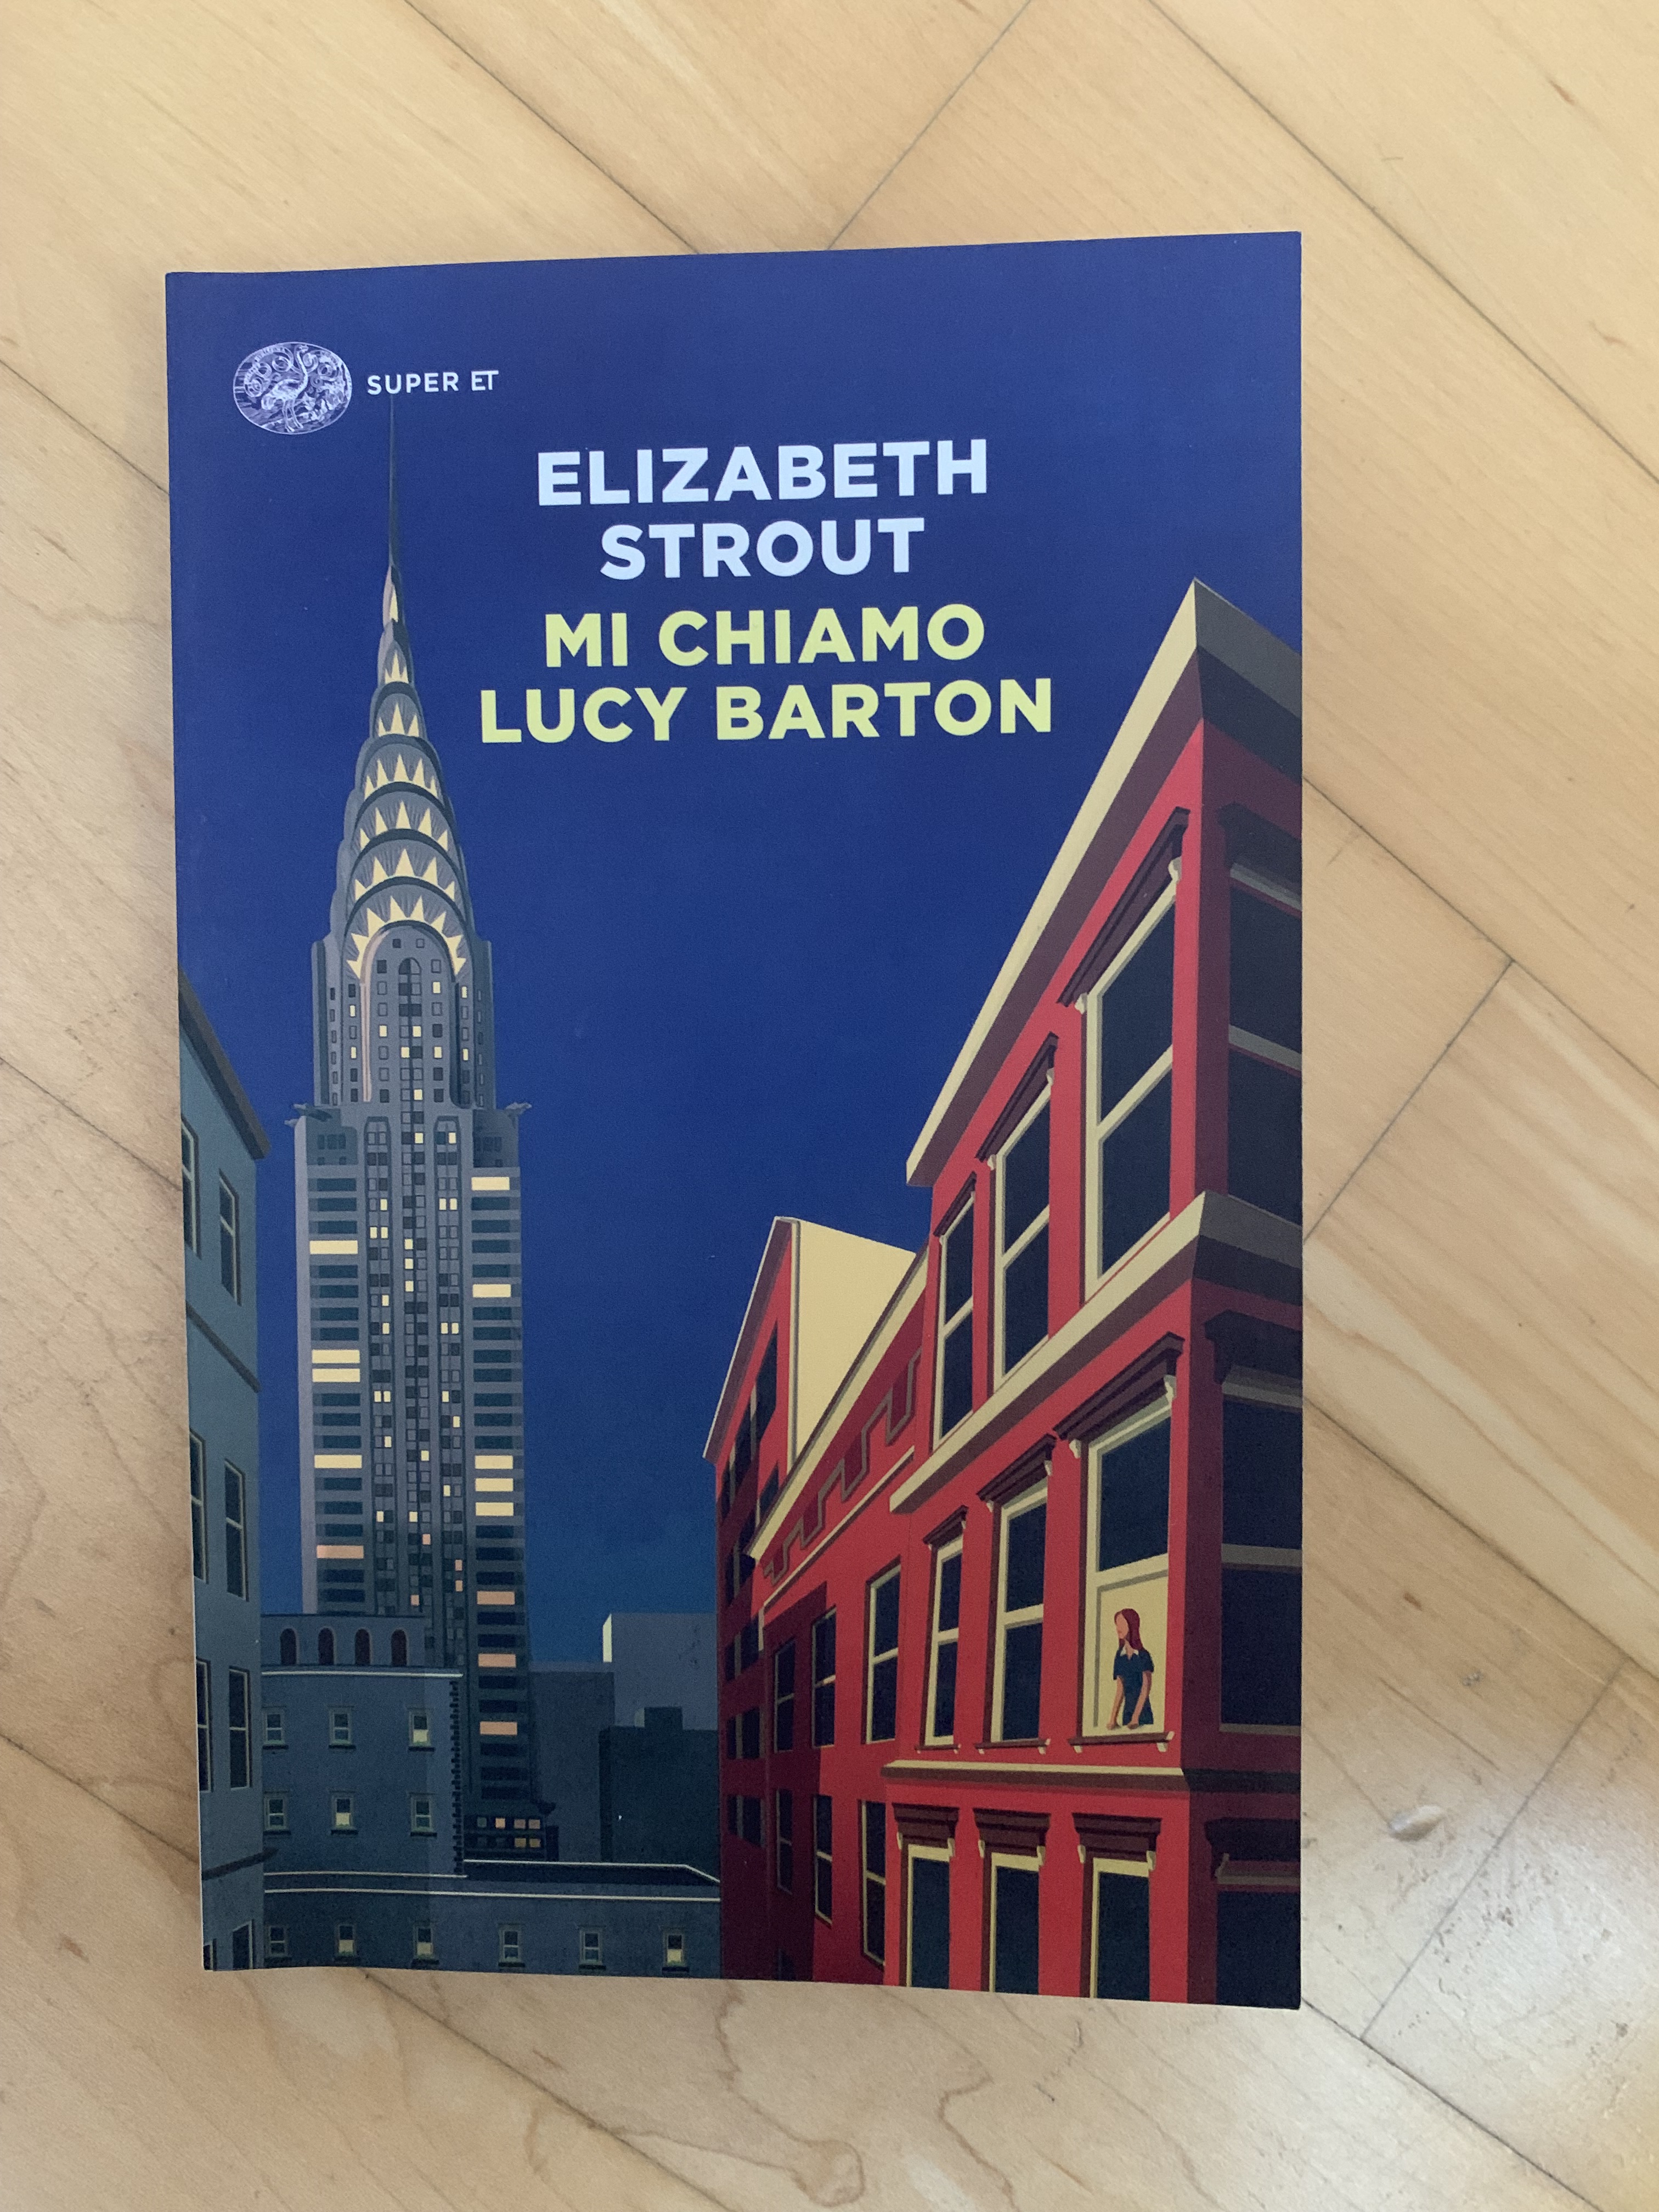 SUPER ET
ELIZABETH
STROUT
MI CHIAMO
LUCY BARTON